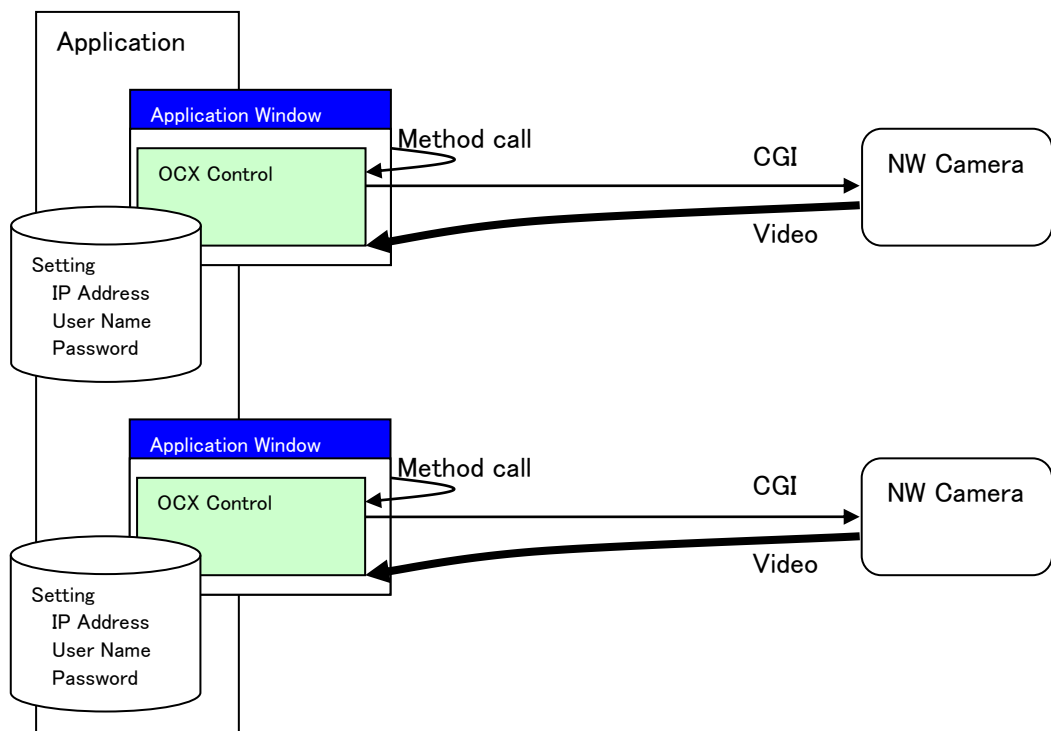 Application
Application Window
Method call
CGI
NW Camera
OCX Control
Video
Setting
IP Address
User Name
Password
Application Window
Method call
CGI
NW Camera
OCX Control
Video
Setting
IP Address
User Name
Password